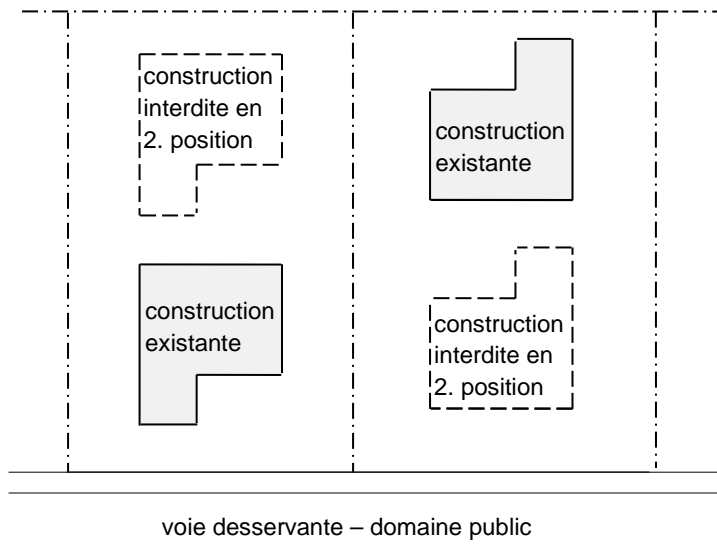 construction
interdite en
2. position
construction
existante
construction
existante
construction
interdite en
2. position
voie desservante – domaine public